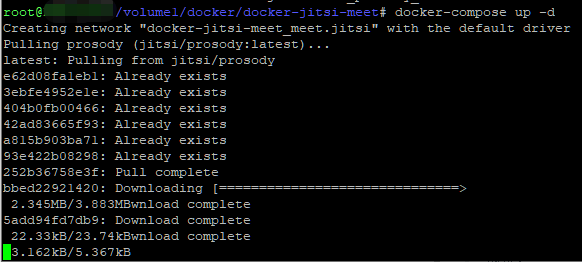 root@ /volume1/docker/docker-jitsi-meet# docker-compose up -d
Creating network "docker-jitsi-meet_meet.jitsi" with the default driver
Pulling prosody (jitsi/prosody:latest)...
latest: Pulling from jitsi/prosody
e62d08fa1eb1: Already exists
3ebfe4952e1e: Already exists
404b0fb00466: Already exists
42ad83665f93: Already exists
a815b903ba71: Already exists
93e422b08298: Already exists
252b36758e3f: Pull complete
bbed22921420: Downloading [==============================>
2.345MB/3.883MBwnload complete
5add94fd7db9: Download complete
22.33kB/23.74kBwnload complete
3.162kB/5.367kB